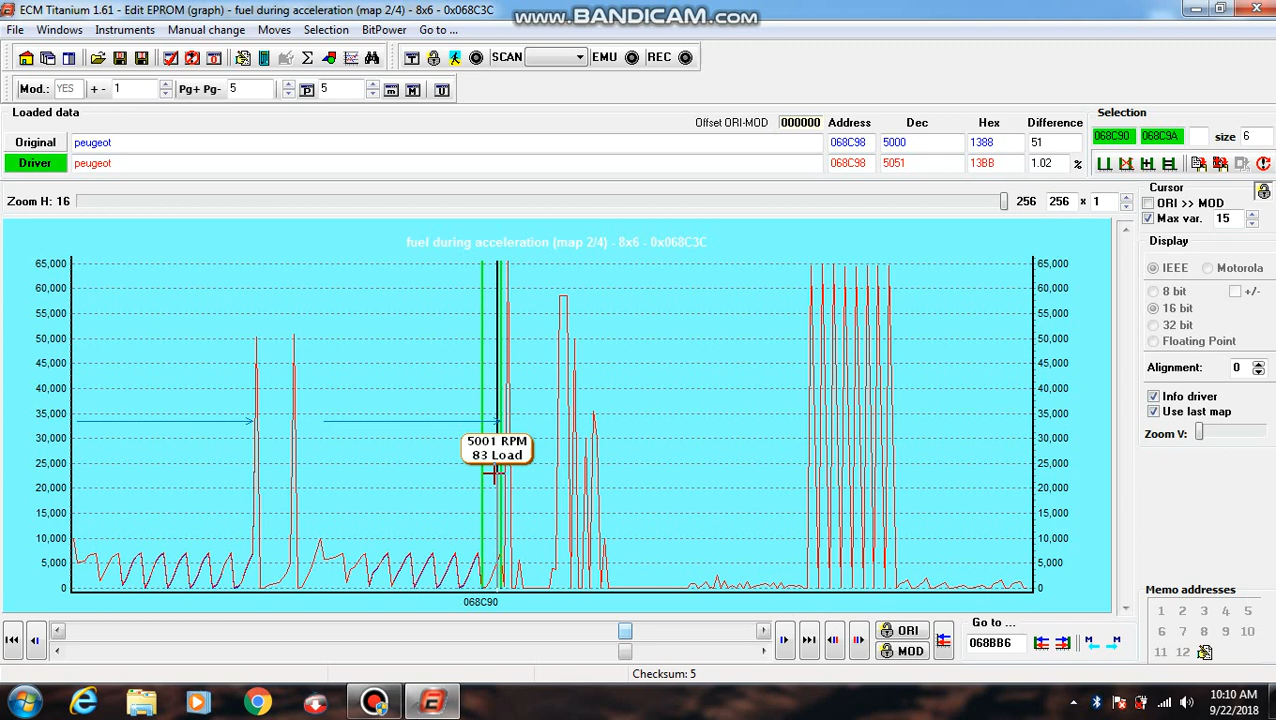 ECM Titanium 1.61 - Edit EPROM (graph) - fuel during acceleration (map 2/4) - 8x6 - 0x068C3C
www.BANDICAM.com
File Windows Instruments Manual change Moves Selection BitPower Go to ...
SCAN EMU REC
Mod.: YES + - 1 Pg+ Pg- 5 5
Loaded data
Offset ORI-MOD 000000 Address Dec Hex Difference
Original peugeot 068C98 5000 1388 51
Driver peugeot 068C98 5051 13BB 1.02 %
Selection
068C90 068C9A size 6
Zoom H: 16 256 256 x 1
Cursor
ORI >> MOD
Max var. 15
Display
IEEE Motorola
8 bit +/-
16 bit
32 bit
Floating Point
Alignment: 0
Info driver
Use last map
Zoom V:
fuel during acceleration (map 2/4) - 8x6 - 0x068C3C
65,000 65,000
60,000 60,000
55,000 55,000
50,000 50,000
45,000 45,000
40,000 40,000
35,000 35,000
30,000 30,000
25,000 25,000
20,000 20,000
15,000 15,000
10,000 10,000
5,000 5,000
0 0
5001 RPM
83 Load
068C90
Memo addresses
1 2 3 4 5
6 7 8 9 10
11 12
ORI
MOD
Go to ...
068BB6
Checksum: 5
10:10 AM
9/22/2018